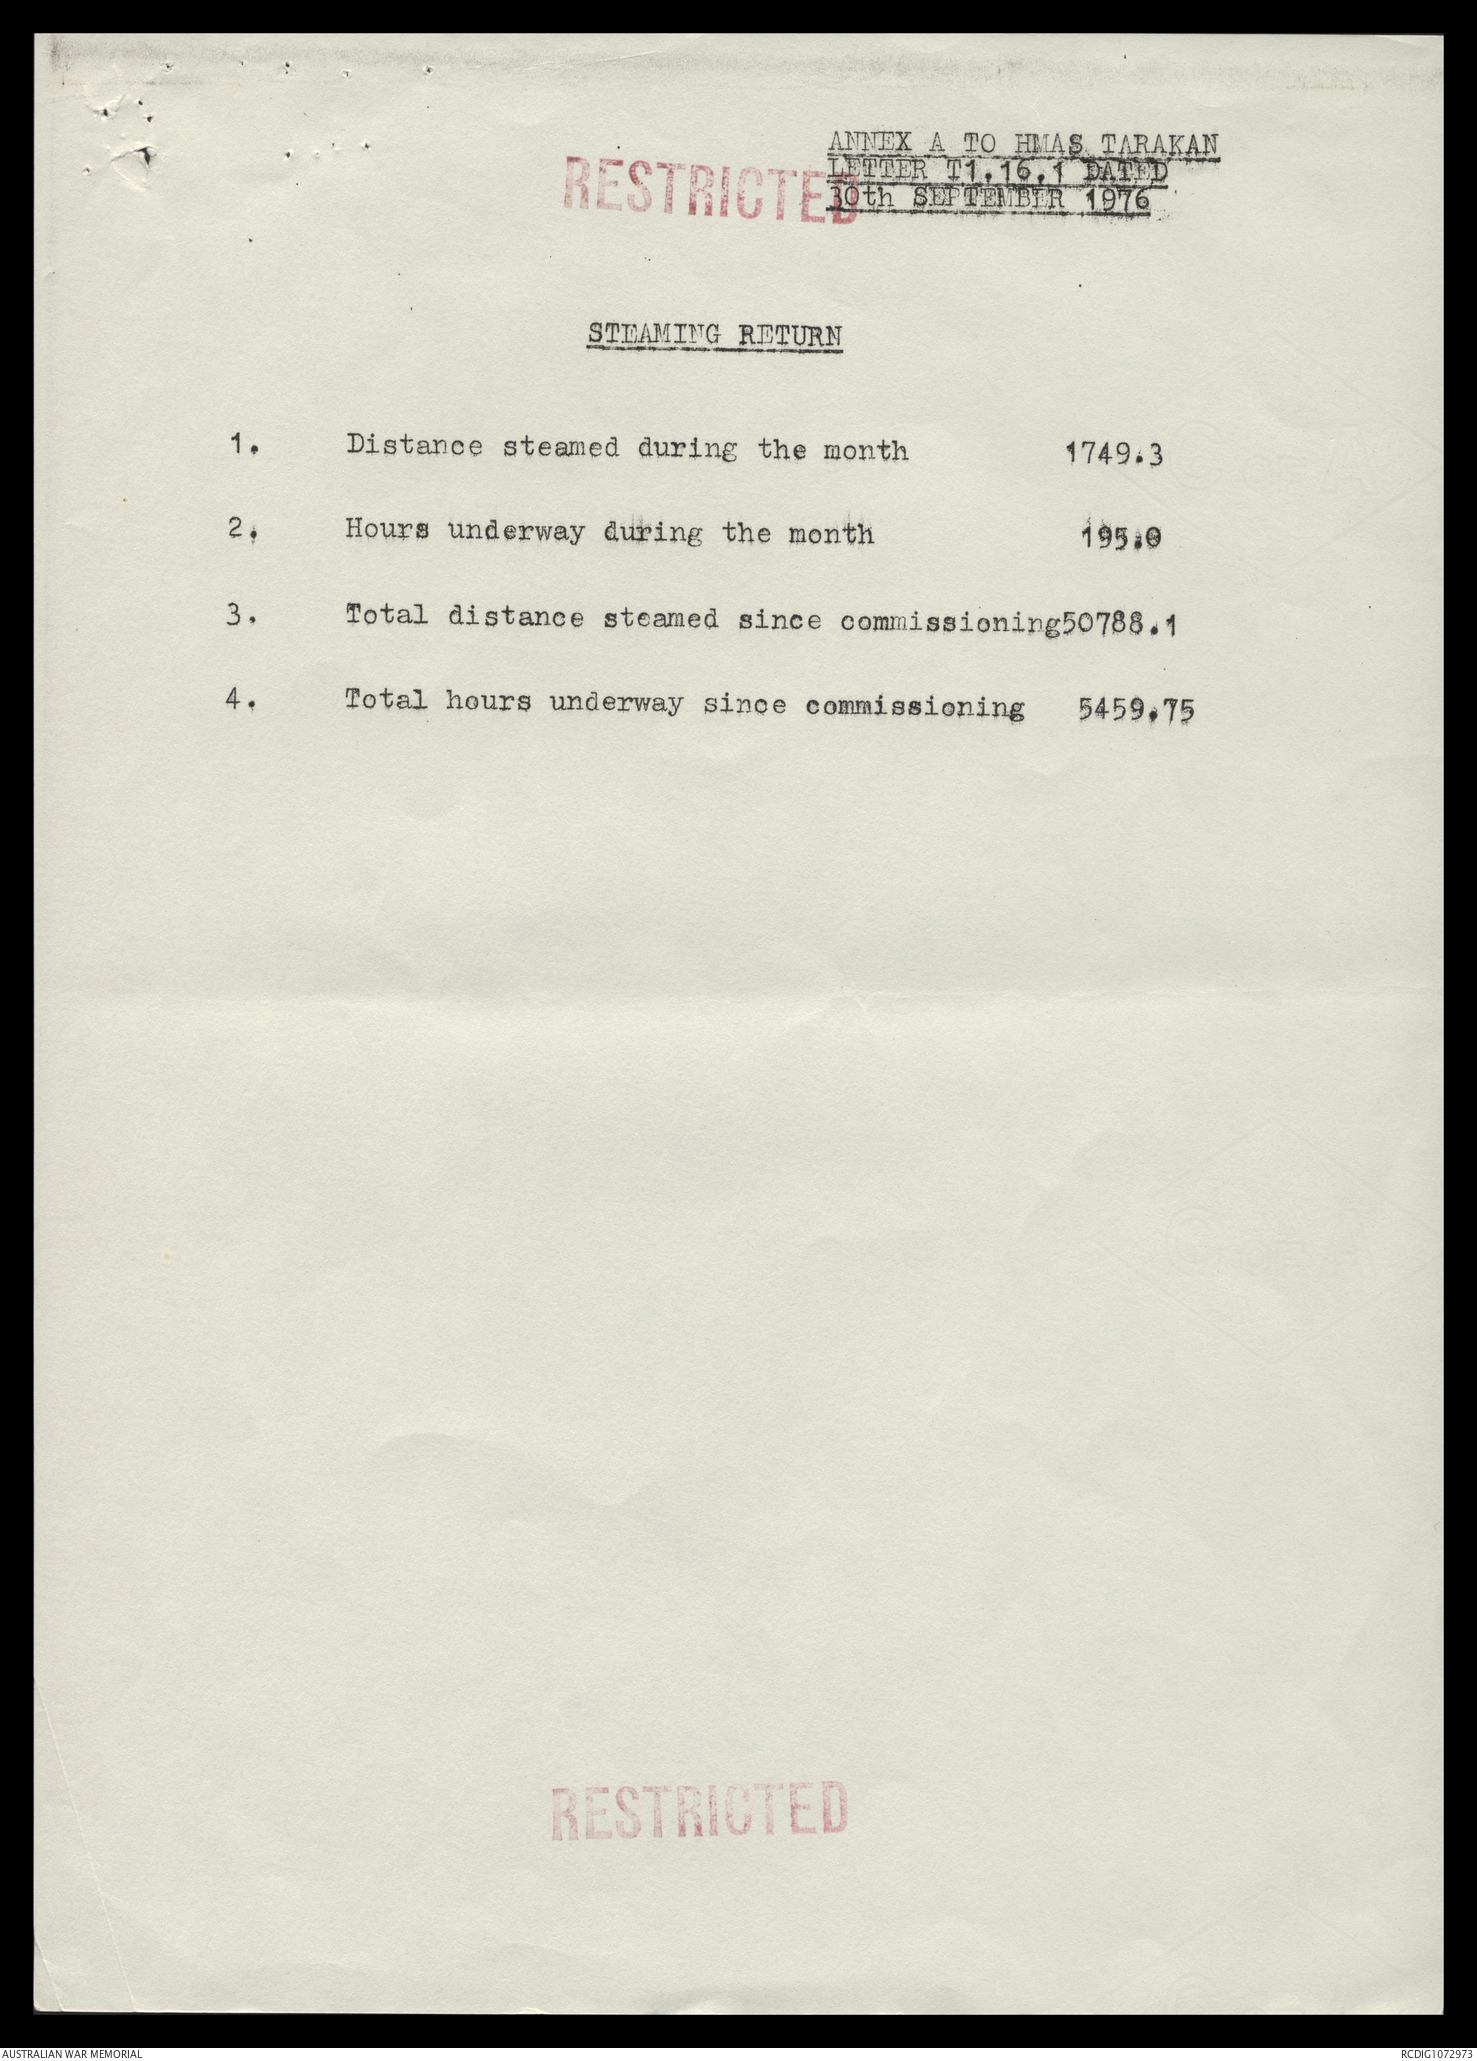 ANNEX A TO HMAS TARAKAN
LETTER T1.16.1 DATED
30th SEPTEMBER 1976
RESTRICTED
STEAMING RETURN
1. Distance steamed during the month 1749.3
2. Hours underway during the month 195.0
3. Total distance steamed since commissioning50788.1
4. Total hours underway since commissioning 5459.75
C OF A
RESTRICTED
AUSTRALIAN WAR MEMORIAL
RCDIG1072973